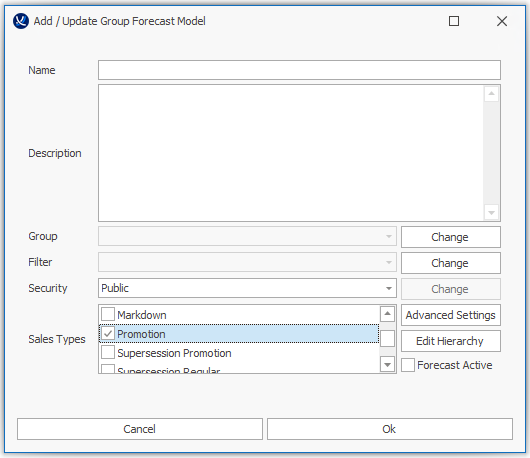 Add / Update Group Forecast Model
Name
Description
Group
Change
Filter
Change
Security
Public
Change
Sales Types
Markdown
Promotion
Supersession Promotion
Supersession Regular
Advanced Settings
Edit Hierarchy
Forecast Active
Cancel
Ok